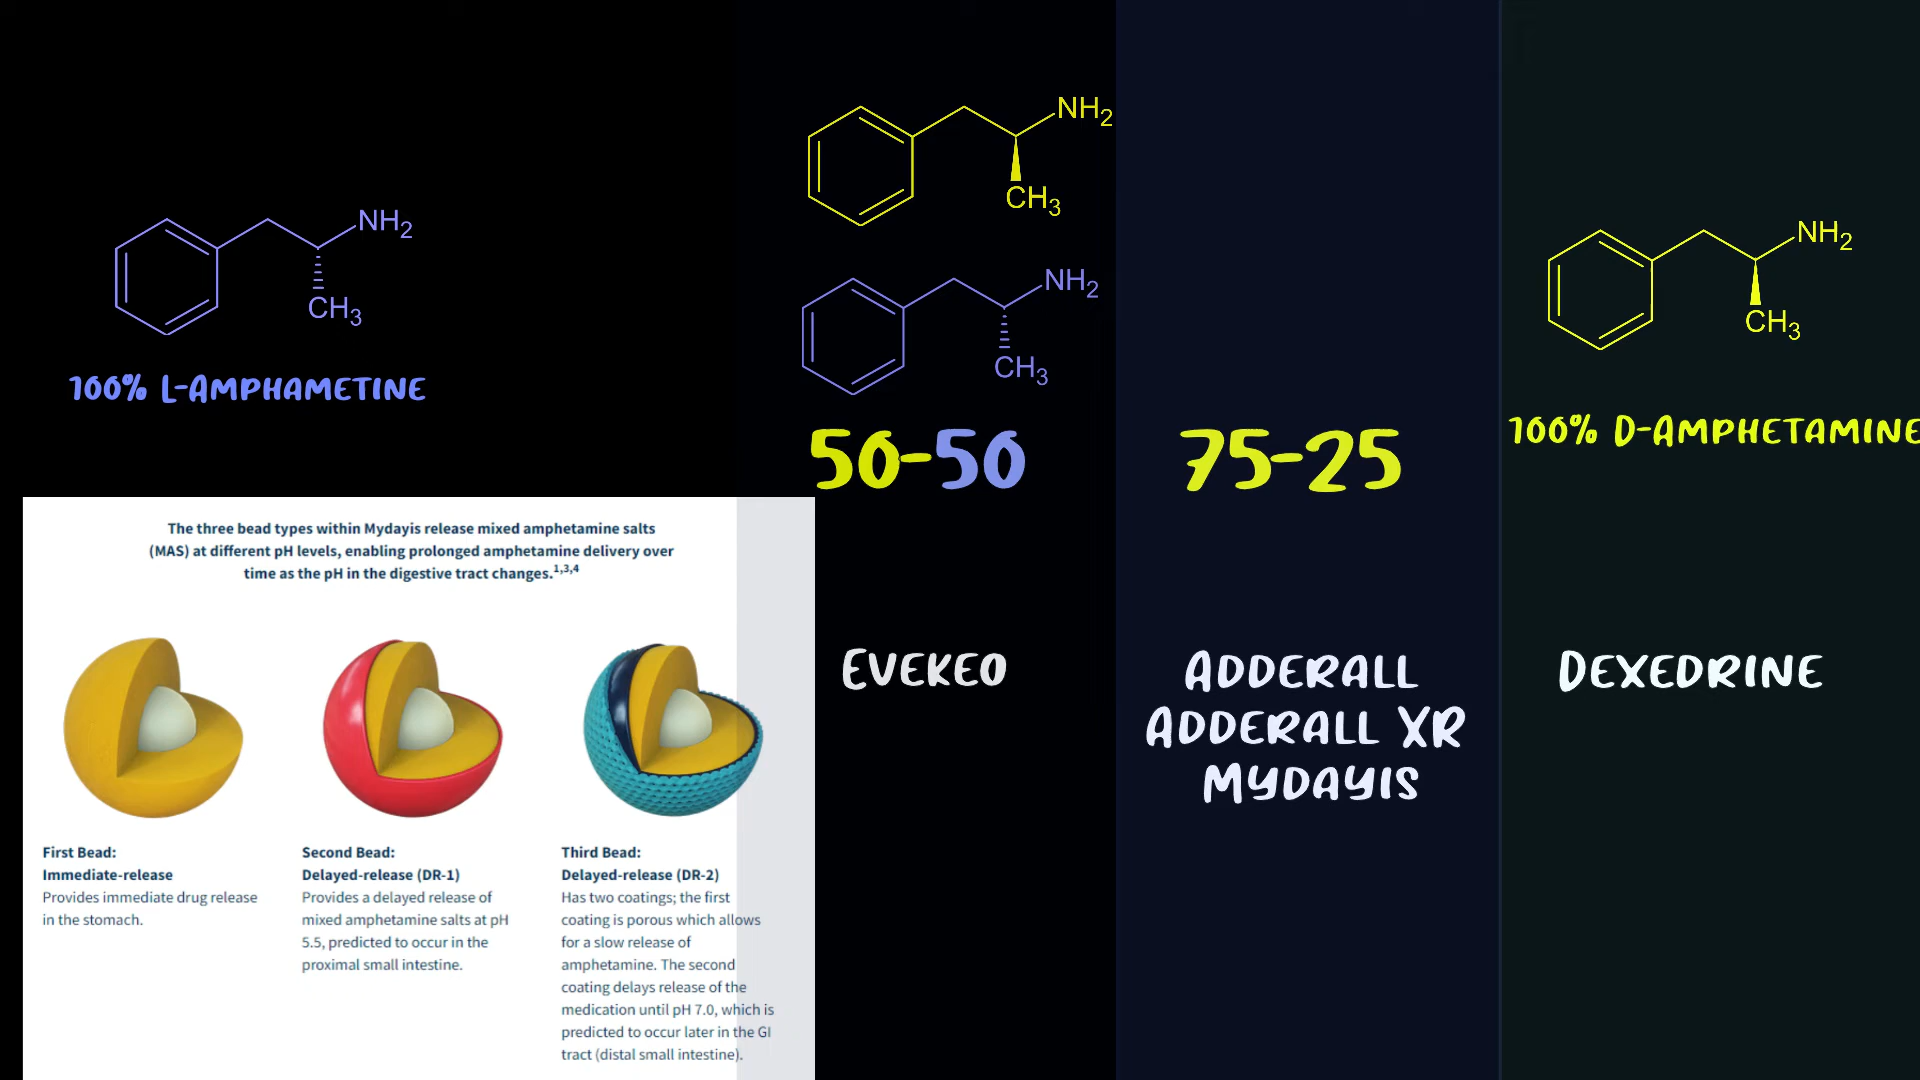 NH2
CH3
100% L-AMPHAMETINE
NH2
CH3
NH2
CH3
50-50
EVEKEO
75-25
ADDERALL
ADDERALL XR
MYDAYIS
NH2
CH3
100% D-AMPHETAMINE
DEXEDRINE
The three bead types within Mydayis release mixed amphetamine salts
(MAS) at different pH levels, enabling prolonged amphetamine delivery over
time as the pH in the digestive tract changes.1,3,4
First Bead:
Immediate-release
Provides immediate drug release
in the stomach.
Second Bead:
Delayed-release (DR-1)
Provides a delayed release of
mixed amphetamine salts at pH
5.5, predicted to occur in the
proximal small intestine.
Third Bead:
Delayed-release (DR-2)
Has two coatings; the first
coating is porous which allows
for a slow release of
amphetamine. The second
coating delays release of the
medication until pH 7.0, which is
predicted to occur later in the GI
tract (distal small intestine).